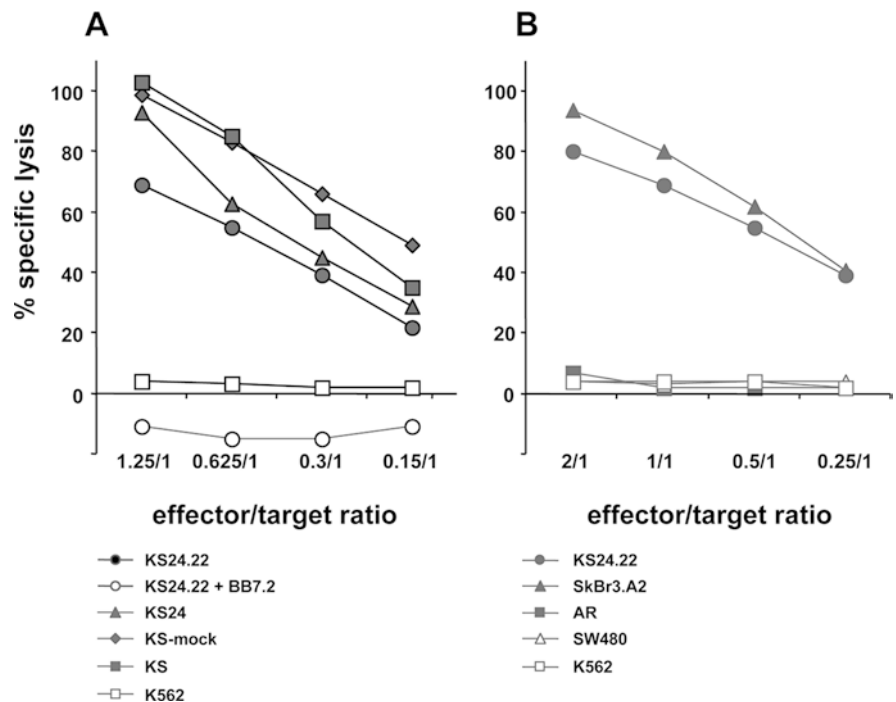 A
B
% specific lysis
100
80
60
40
20
0
1.25/1 0.625/1 0.3/1 0.15/1
effector/target ratio
KS24.22
KS24.22 + BB7.2
KS24
KS-mock
KS
K562
100
80
60
40
20
0
2/1 1/1 0.5/1 0.25/1
effector/target ratio
KS24.22
SkBr3.A2
AR
SW480
K562